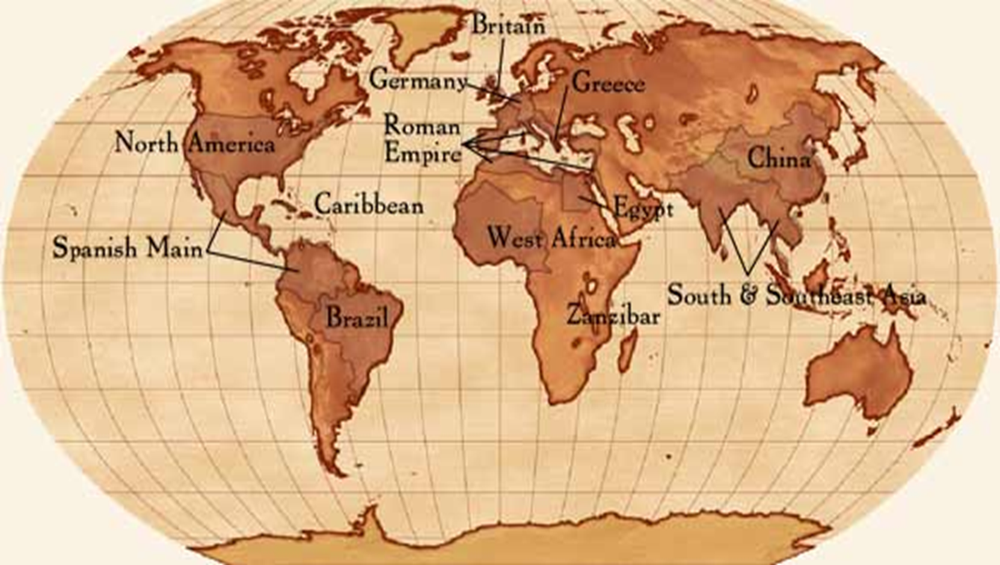 Britain
Germany
Greece
Roman
Empire
North America
China
Caribbean
Egypt
West Africa
Spanish Main
South & Southeast Asia
Brazil
Zanzibar